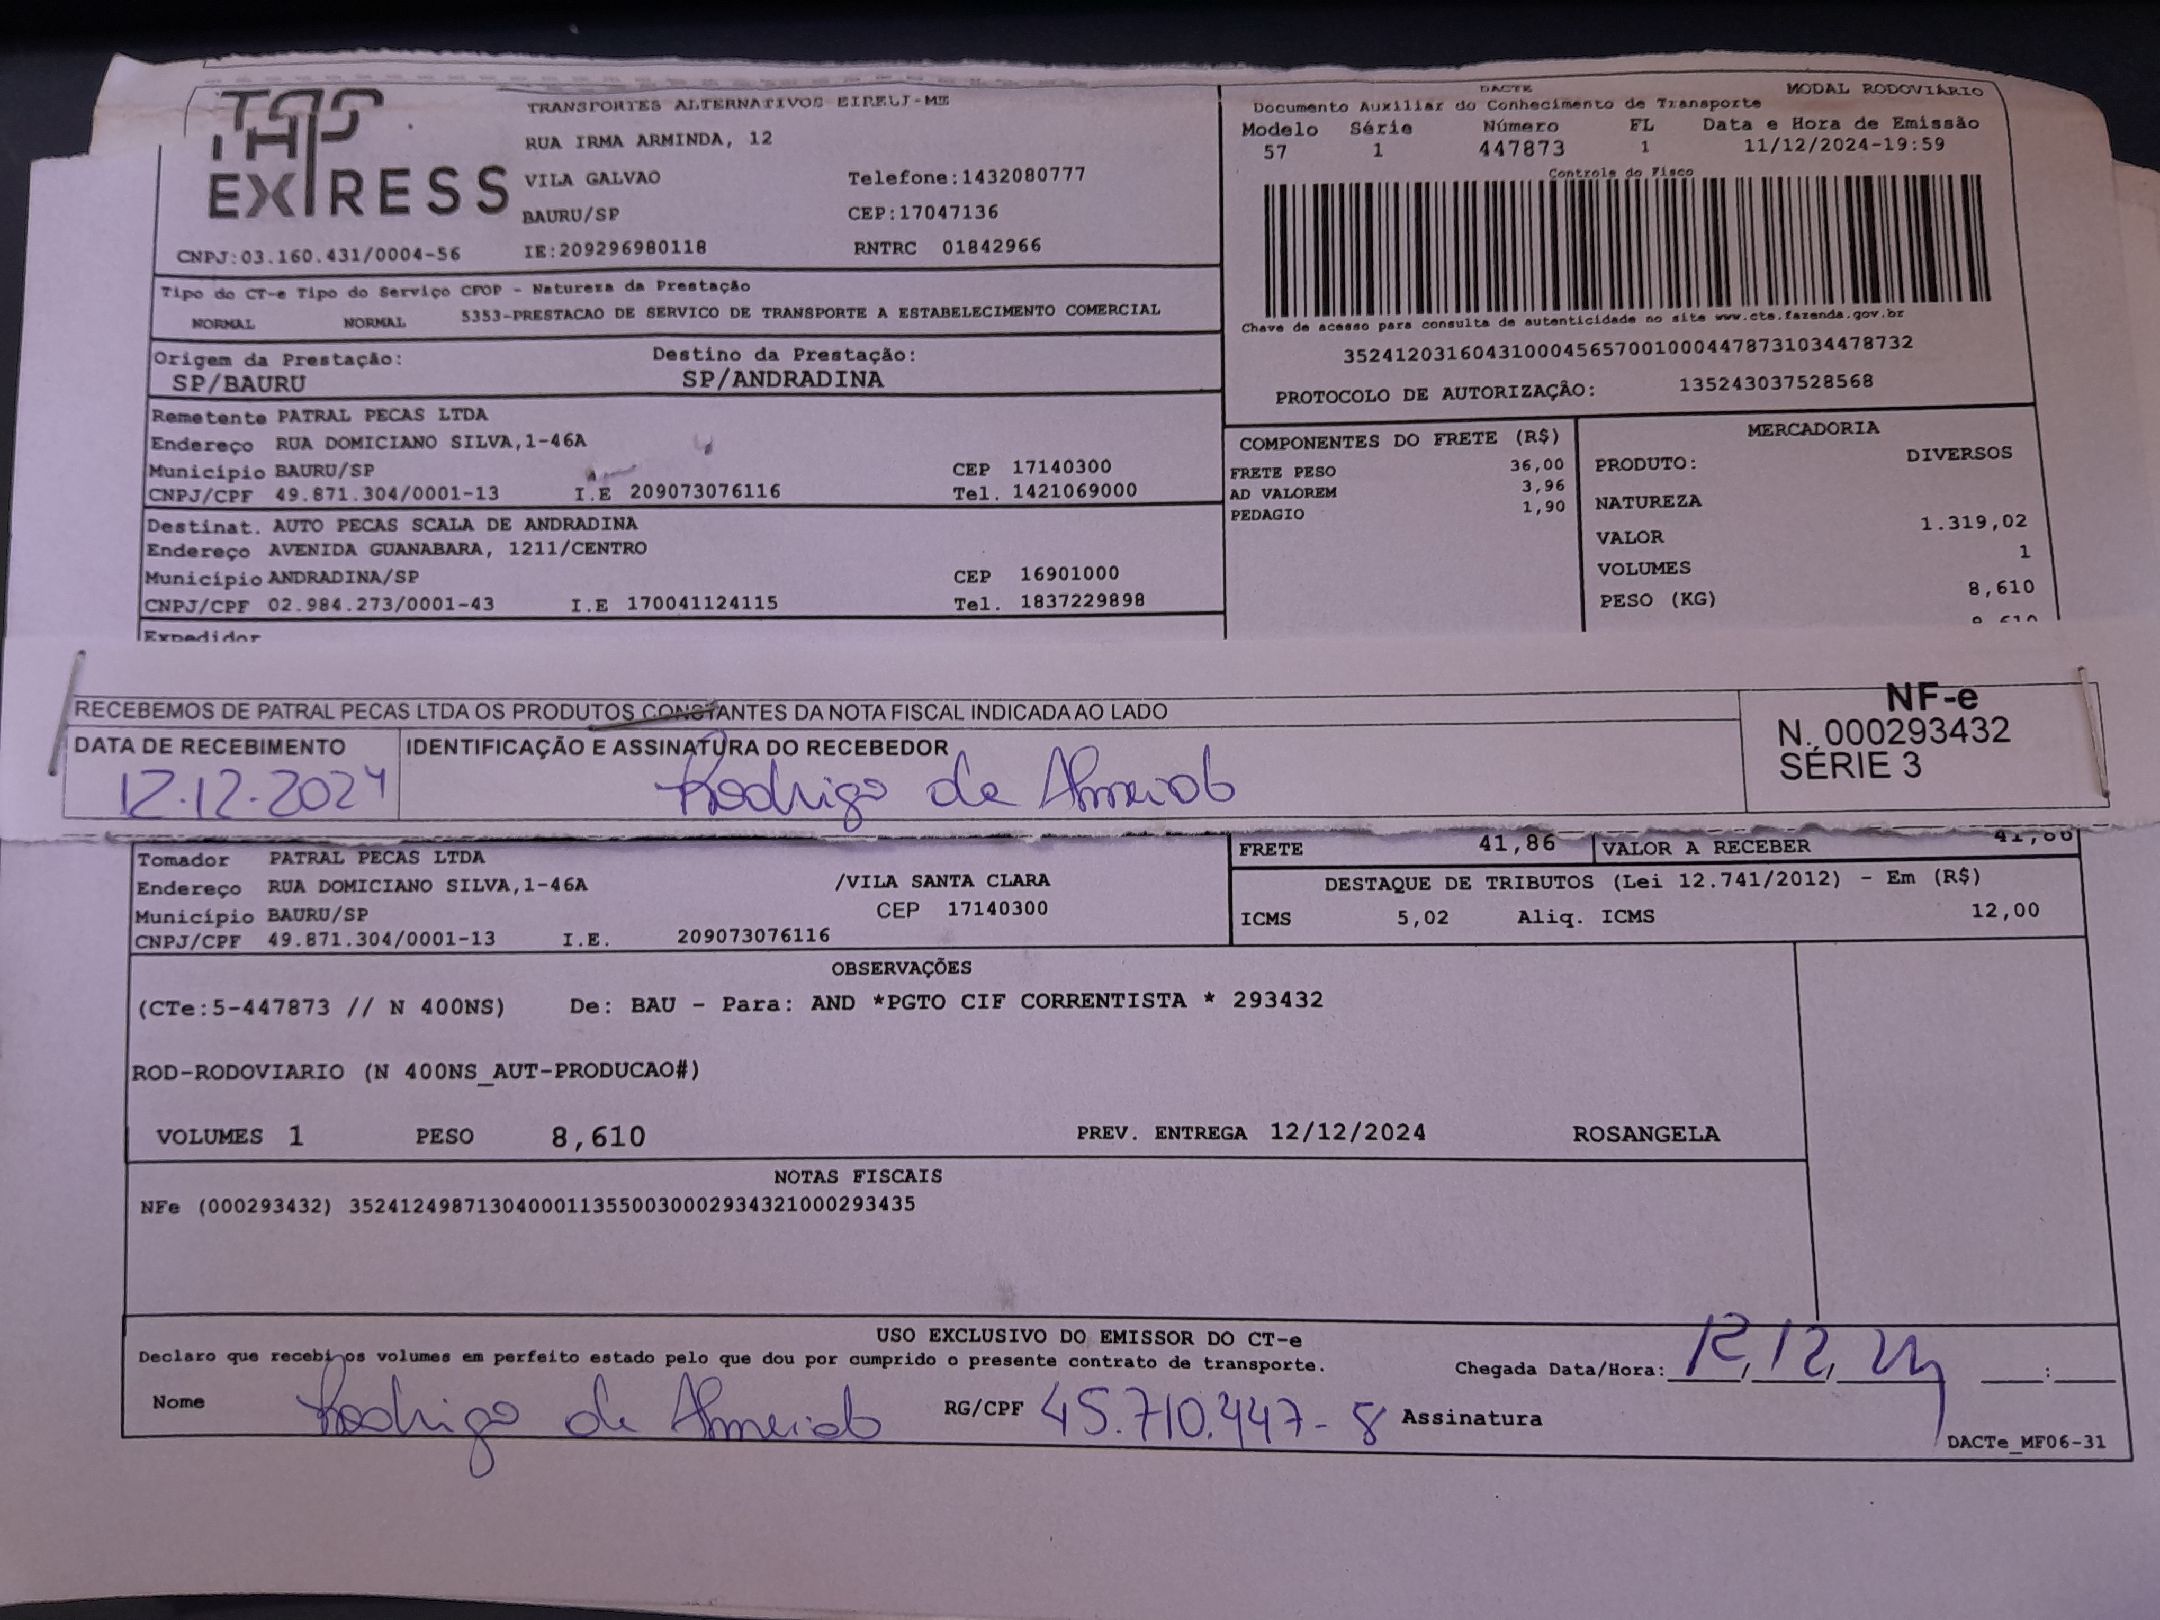 TAP
EXPRESS
TRANSPORTES ALTERNATIVOS EIRELI-ME
RUA IRMA ARMINDA, 12
VILA GALVAO Telefone:1432080777
BAURU/SP CEP:17047136
CNPJ:03.160.431/0004-56 IE:209296980118 RNTRC 01842966
DACTE MODAL RODOVIÁRIO
Documento Auxiliar do Conhecimento de Transporte
Modelo Série Número FL Data e Hora de Emissão
57 1 447873 1 11/12/2024-19:59
Controle do Fisco
Chave de acesso para consulta de autenticidade no site www.cte.fazenda.gov.br
35241203160431000456570010004478731034478732
PROTOCOLO DE AUTORIZAÇÃO: 135243037528568
Tipo do CT-e Tipo do Serviço CFOP - Natureza da Prestação
NORMAL NORMAL 5353-PRESTACAO DE SERVICO DE TRANSPORTE A ESTABELECIMENTO COMERCIAL
Origem da Prestação: Destino da Prestação:
SP/BAURU SP/ANDRADINA
Remetente PATRAL PECAS LTDA
Endereço RUA DOMICIANO SILVA,1-46A
Município BAURU/SP CEP 17140300
CNPJ/CPF 49.871.304/0001-13 I.E 209073076116 Tel. 1421069000
Destinat. AUTO PECAS SCALA DE ANDRADINA
Endereço AVENIDA GUANABARA, 1211/CENTRO
Município ANDRADINA/SP CEP 16901000
CNPJ/CPF 02.984.273/0001-43 I.E 170041124115 Tel. 1837229898
Expedidor
COMPONENTES DO FRETE (R$)
FRETE PESO 36,00
AD VALOREM 3,96
PEDAGIO 1,90
MERCADORIA
PRODUTO: DIVERSOS
NATUREZA
VALOR 1.319,02
VOLUMES 1
PESO (KG) 8,610
8,610
RECEBEMOS DE PATRAL PECAS LTDA OS PRODUTOS CONSTANTES DA NOTA FISCAL INDICADA AO LADO
DATA DE RECEBIMENTO IDENTIFICAÇÃO E ASSINATURA DO RECEBEDOR
12.12.2024 Rodrigo de Almeida
NF-e
N. 000293432
SÉRIE 3
Tomador PATRAL PECAS LTDA
Endereço RUA DOMICIANO SILVA,1-46A /VILA SANTA CLARA
Município BAURU/SP CEP 17140300
CNPJ/CPF 49.871.304/0001-13 I.E. 209073076116
FRETE 41,86 VALOR A RECEBER 41,86
DESTAQUE DE TRIBUTOS (Lei 12.741/2012) - Em (R$)
ICMS 5,02 Aliq. ICMS 12,00
OBSERVAÇÕES
(CTe:5-447873 // N 400NS) De: BAU - Para: AND *PGTO CIF CORRENTISTA * 293432
ROD-RODOVIARIO (N 400NS_AUT-PRODUCAO#)
VOLUMES 1 PESO 8,610 PREV. ENTREGA 12/12/2024 ROSANGELA
NOTAS FISCAIS
NFe (000293432) 35241249871304000113550030002934321000293435
USO EXCLUSIVO DO EMISSOR DO CT-e
Declaro que recebi os volumes em perfeito estado pelo que dou por cumprido o presente contrato de transporte.
Chegada Data/Hora: 12,12,24 :
Nome Rodrigo de Almeida RG/CPF 45.710.447-8 Assinatura
DACTe_MF06-31